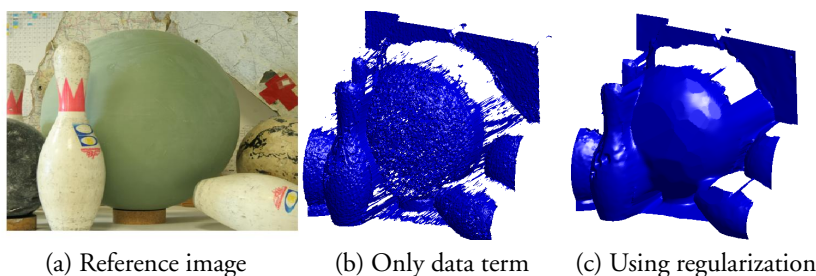 (a) Reference image
(b) Only data term
(c) Using regularization